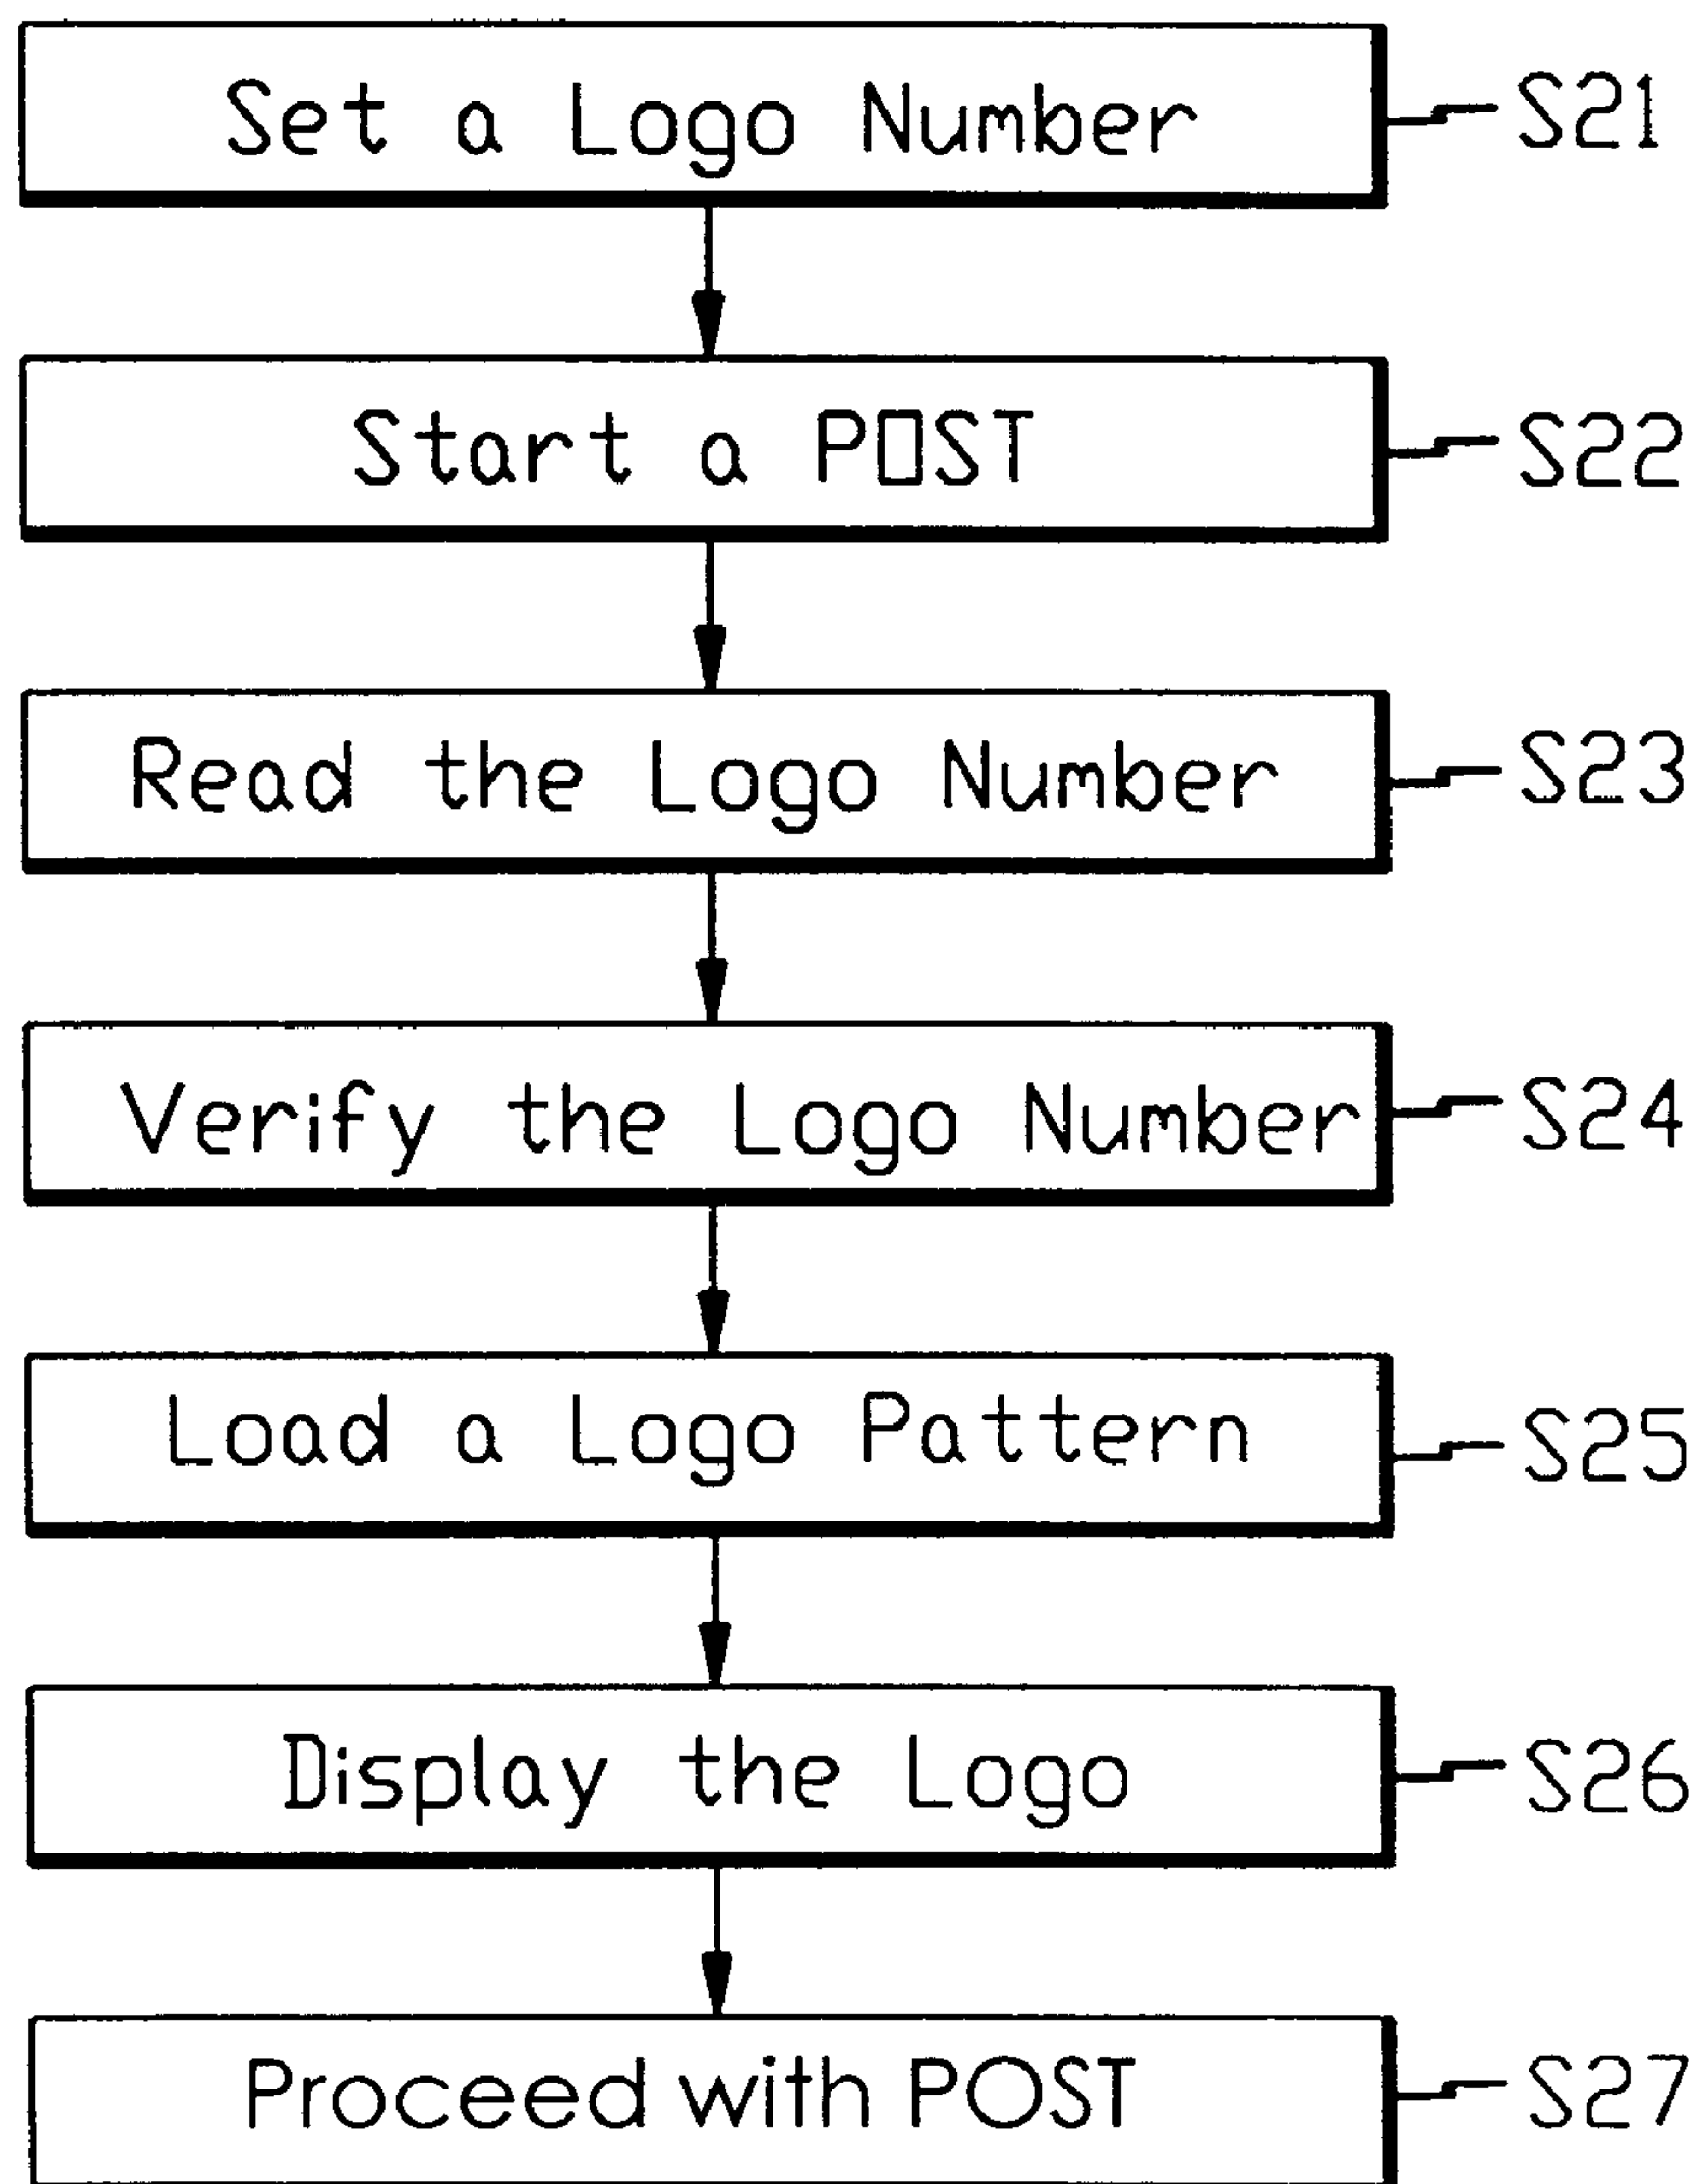 Set a Logo Number S21
Start a POST S22
Read the Logo Number S23
Verify the Logo Number S24
Load a Logo Pattern S25
Display the Logo S26
Proceed with POST S27